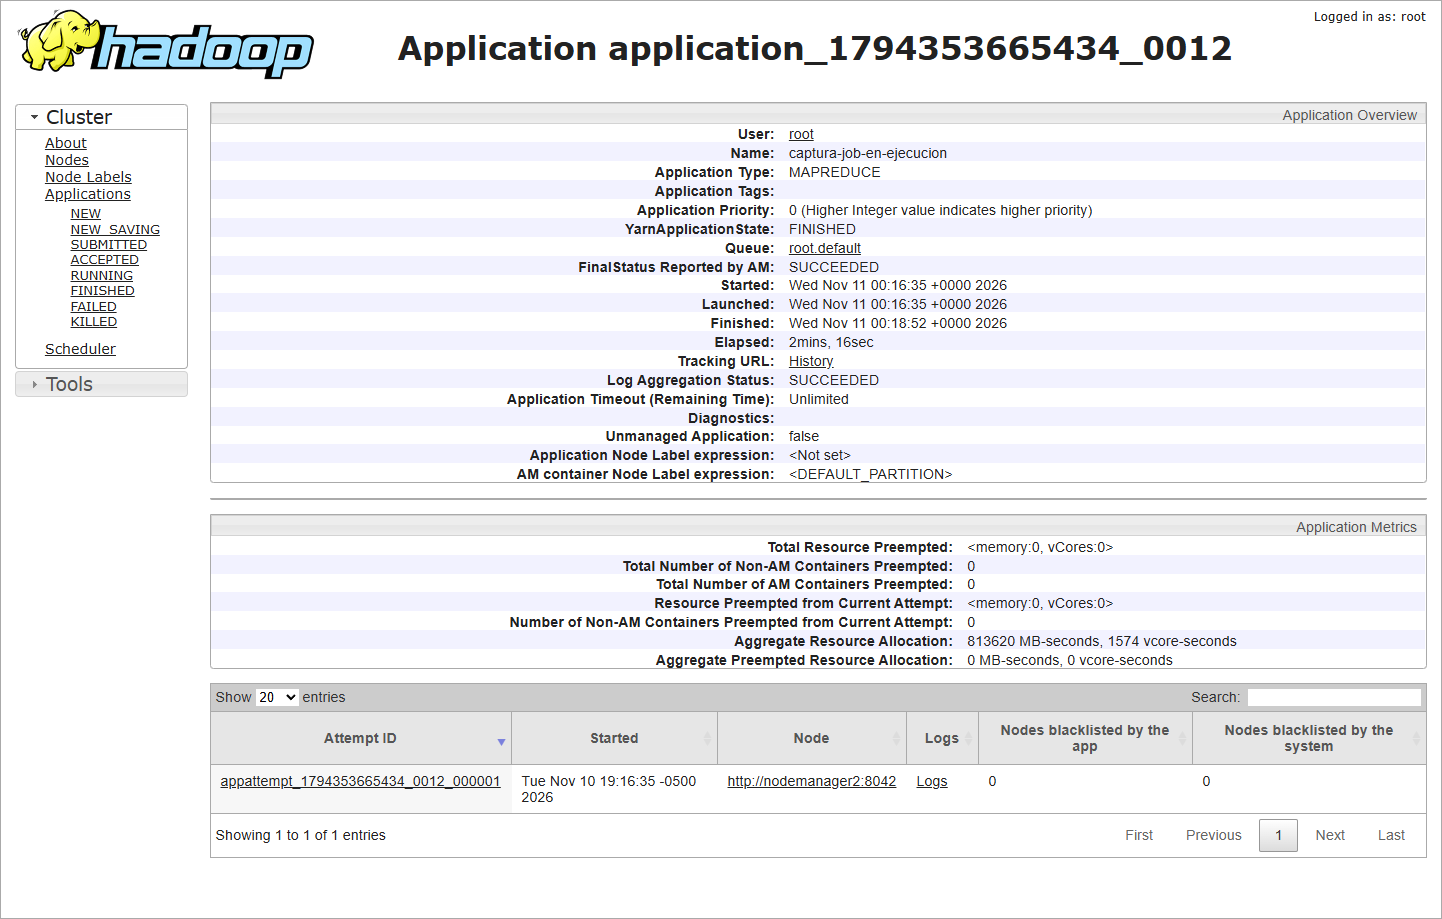 Logged in as: root
hadoop
Application application_1794353665434_0012
Cluster
About
Nodes
Node Labels
Applications
NEW
NEW_SAVING
SUBMITTED
ACCEPTED
RUNNING
FINISHED
FAILED
KILLED
Scheduler
Tools
Application Overview
User: root
Name: captura-job-en-ejecucion
Application Type: MAPREDUCE
Application Tags:
Application Priority: 0 (Higher Integer value indicates higher priority)
YarnApplicationState: FINISHED
Queue: root.default
FinalStatus Reported by AM: SUCCEEDED
Started: Wed Nov 11 00:16:35 +0000 2026
Launched: Wed Nov 11 00:16:35 +0000 2026
Finished: Wed Nov 11 00:18:52 +0000 2026
Elapsed: 2mins, 16sec
Tracking URL: History
Log Aggregation Status: SUCCEEDED
Application Timeout (Remaining Time): Unlimited
Diagnostics:
Unmanaged Application: false
Application Node Label expression: <Not set>
AM container Node Label expression: <DEFAULT_PARTITION>
Application Metrics
Total Resource Preempted: <memory:0, vCores:0>
Total Number of Non-AM Containers Preempted: 0
Total Number of AM Containers Preempted: 0
Resource Preempted from Current Attempt: <memory:0, vCores:0>
Number of Non-AM Containers Preempted from Current Attempt: 0
Aggregate Resource Allocation: 813620 MB-seconds, 1574 vcore-seconds
Aggregate Preempted Resource Allocation: 0 MB-seconds, 0 vcore-seconds
Show 20 entries Search:
Attempt ID Started Node Logs Nodes blacklisted by the app Nodes blacklisted by the system
appattempt_1794353665434_0012_000001 Tue Nov 10 19:16:35 -0500 2026 http://nodemanager2:8042 Logs 0 0
Showing 1 to 1 of 1 entries First Previous 1 Next Last